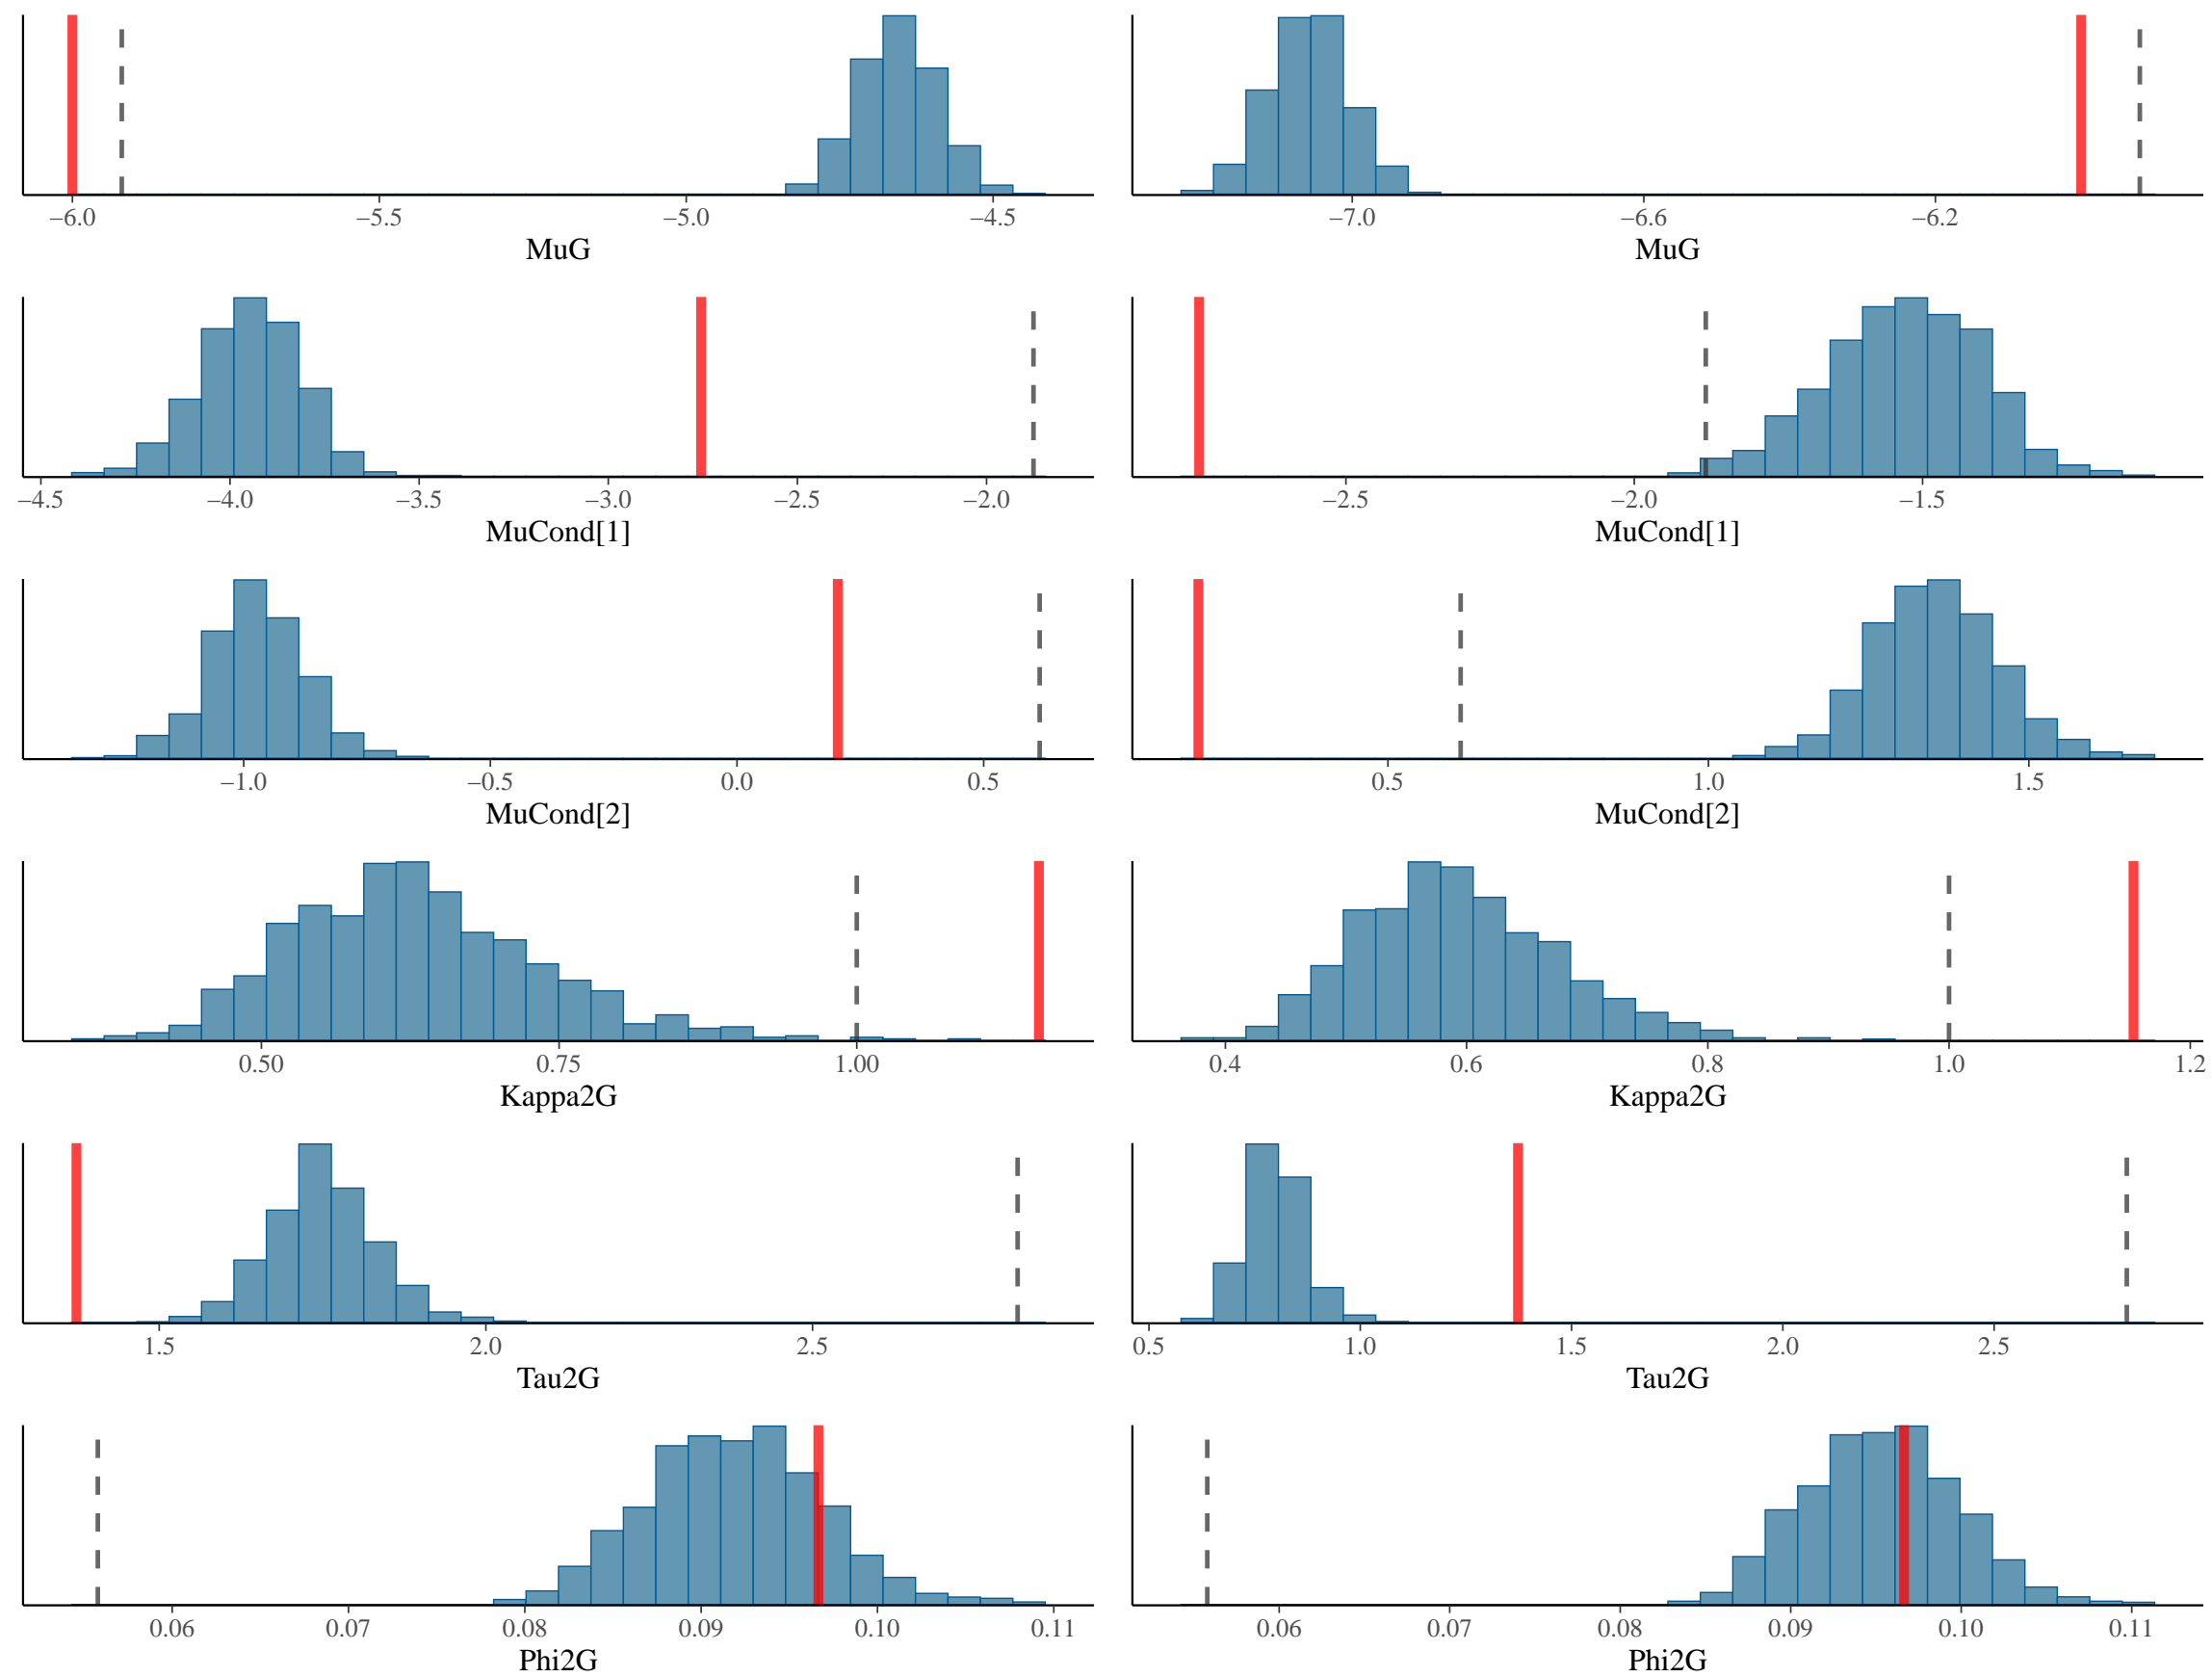 −6.0 −5.5 −5.0 −4.5
MuG
−7.0 −6.6 −6.2
MuG
−4.5 −4.0 −3.5 −3.0 −2.5 −2.0
MuCond[1]
−2.5 −2.0 −1.5
MuCond[1]
−1.0 −0.5 0.0 0.5
MuCond[2]
0.5 1.0 1.5
MuCond[2]
0.50 0.75 1.00
Kappa2G
0.4 0.6 0.8 1.0 1.2
Kappa2G
1.5 2.0 2.5
Tau2G
0.5 1.0 1.5 2.0 2.5
Tau2G
0.06 0.07 0.08 0.09 0.10 0.11
Phi2G
0.06 0.07 0.08 0.09 0.10 0.11
Phi2G